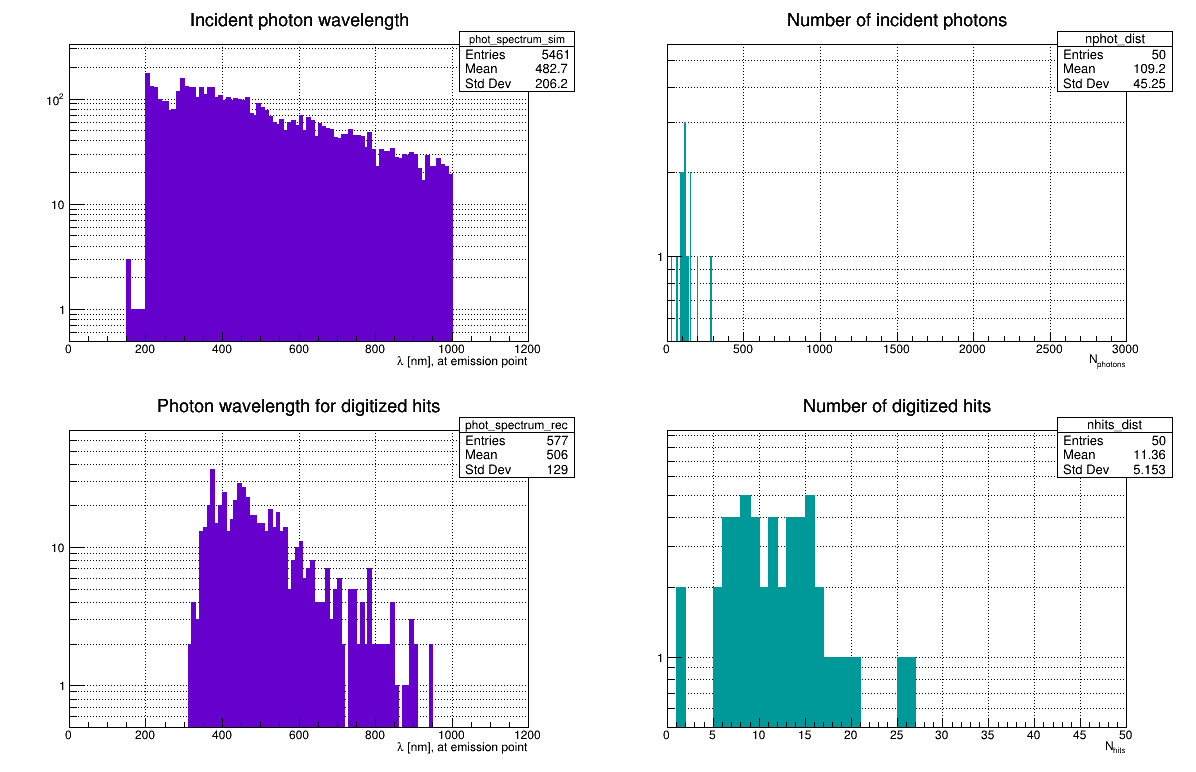 Incident photon wavelength
phot_spectrum_sim
Entries 5461
Mean 482.7
Std Dev 206.2
10²
10
1
0 200 400 600 800 1000 1200
λ [nm], at emission point
Number of incident photons
nphot_dist
Entries 50
Mean 109.2
Std Dev 45.25
1
0 500 1000 1500 2000 2500 3000
Nphotons
Photon wavelength for digitized hits
phot_spectrum_rec
Entries 577
Mean 506
Std Dev 129
10
1
0 200 400 600 800 1000 1200
λ [nm], at emission point
Number of digitized hits
nhits_dist
Entries 50
Mean 11.36
Std Dev 5.153
1
0 5 10 15 20 25 30 35 40 45 50
Nhits